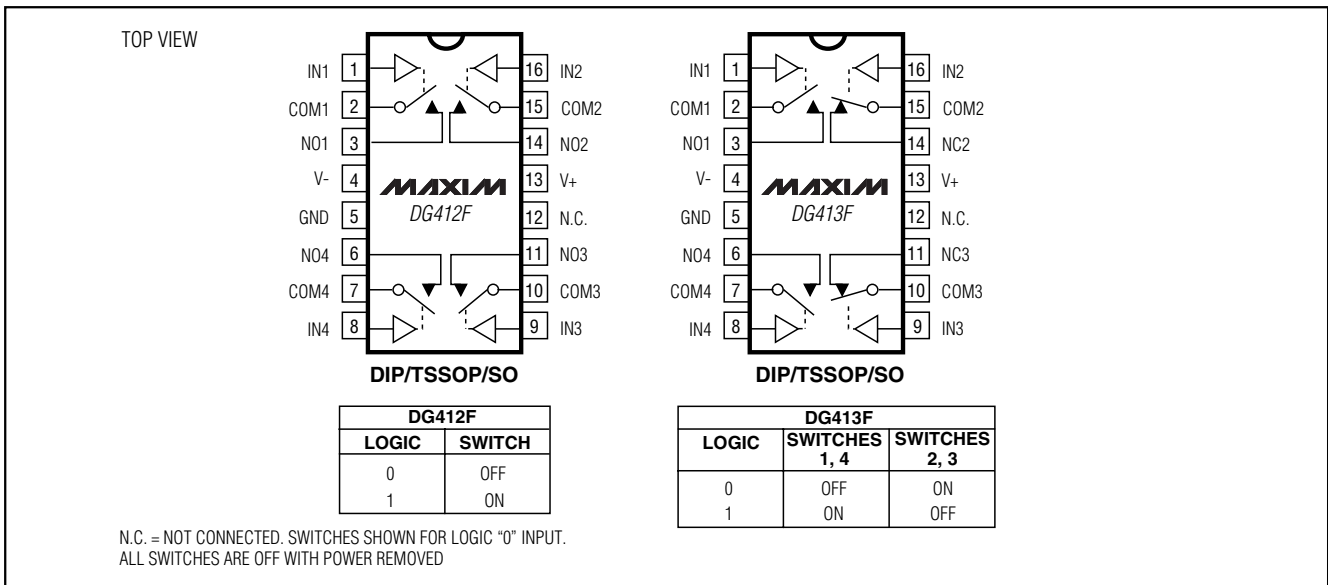 TOP VIEW
IN1 1 16 IN2
COM1 2 15 COM2
NO1 3 14 NO2
V- 4 MAXIM 13 V+
GND 5 DG412F 12 N.C.
NO4 6 11 NO3
COM4 7 10 COM3
IN4 8 9 IN3
DIP/TSSOP/SO
DG412F
LOGIC SWITCH
0 OFF
1 ON
IN1 1 16 IN2
COM1 2 15 COM2
NO1 3 14 NC2
V- 4 MAXIM 13 V+
GND 5 DG413F 12 N.C.
NO4 6 11 NC3
COM4 7 10 COM3
IN4 8 9 IN3
DIP/TSSOP/SO
DG413F
LOGIC SWITCHES 1, 4 SWITCHES 2, 3
0 OFF ON
1 ON OFF
N.C. = NOT CONNECTED. SWITCHES SHOWN FOR LOGIC “0” INPUT.
ALL SWITCHES ARE OFF WITH POWER REMOVED